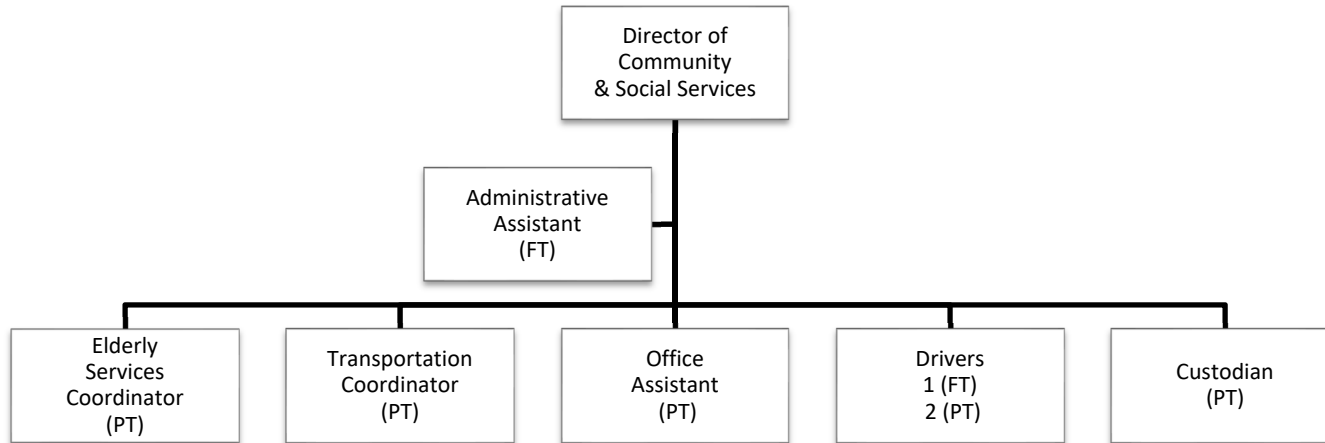 Director of
Community
& Social Services
Administrative
Assistant
(FT)
Elderly
Services
Coordinator
(PT)
Transportation
Coordinator
(PT)
Office
Assistant
(PT)
Drivers
1 (FT)
2 (PT)
Custodian
(PT)